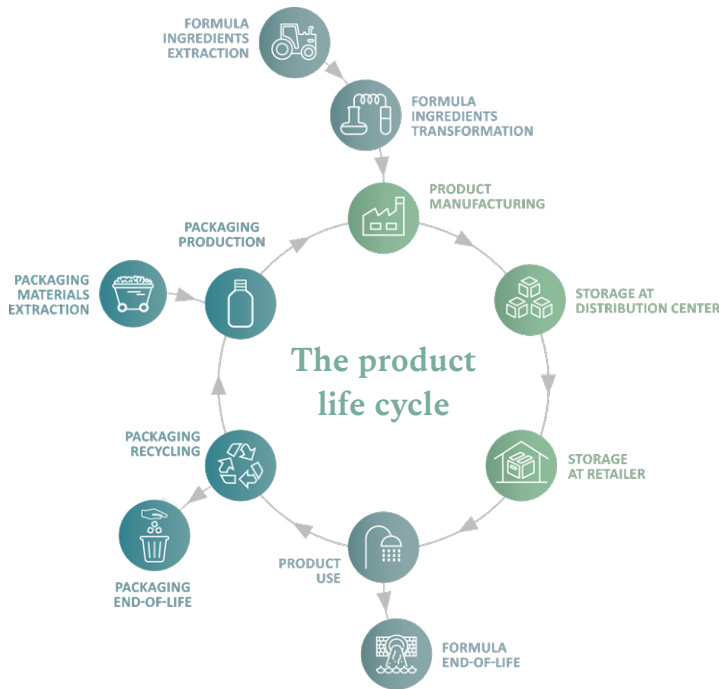 FORMULA
INGREDIENTS
EXTRACTION
FORMULA
INGREDIENTS
TRANSFORMATION
PRODUCT
MANUFACTURING
PACKAGING
PRODUCTION
PACKAGING
MATERIALS
EXTRACTION
STORAGE AT
DISTRIBUTION CENTER
The product
life cycle
PACKAGING
RECYCLING
STORAGE
AT RETAILER
PRODUCT
USE
PACKAGING
END-OF-LIFE
FORMULA
END-OF-LIFE